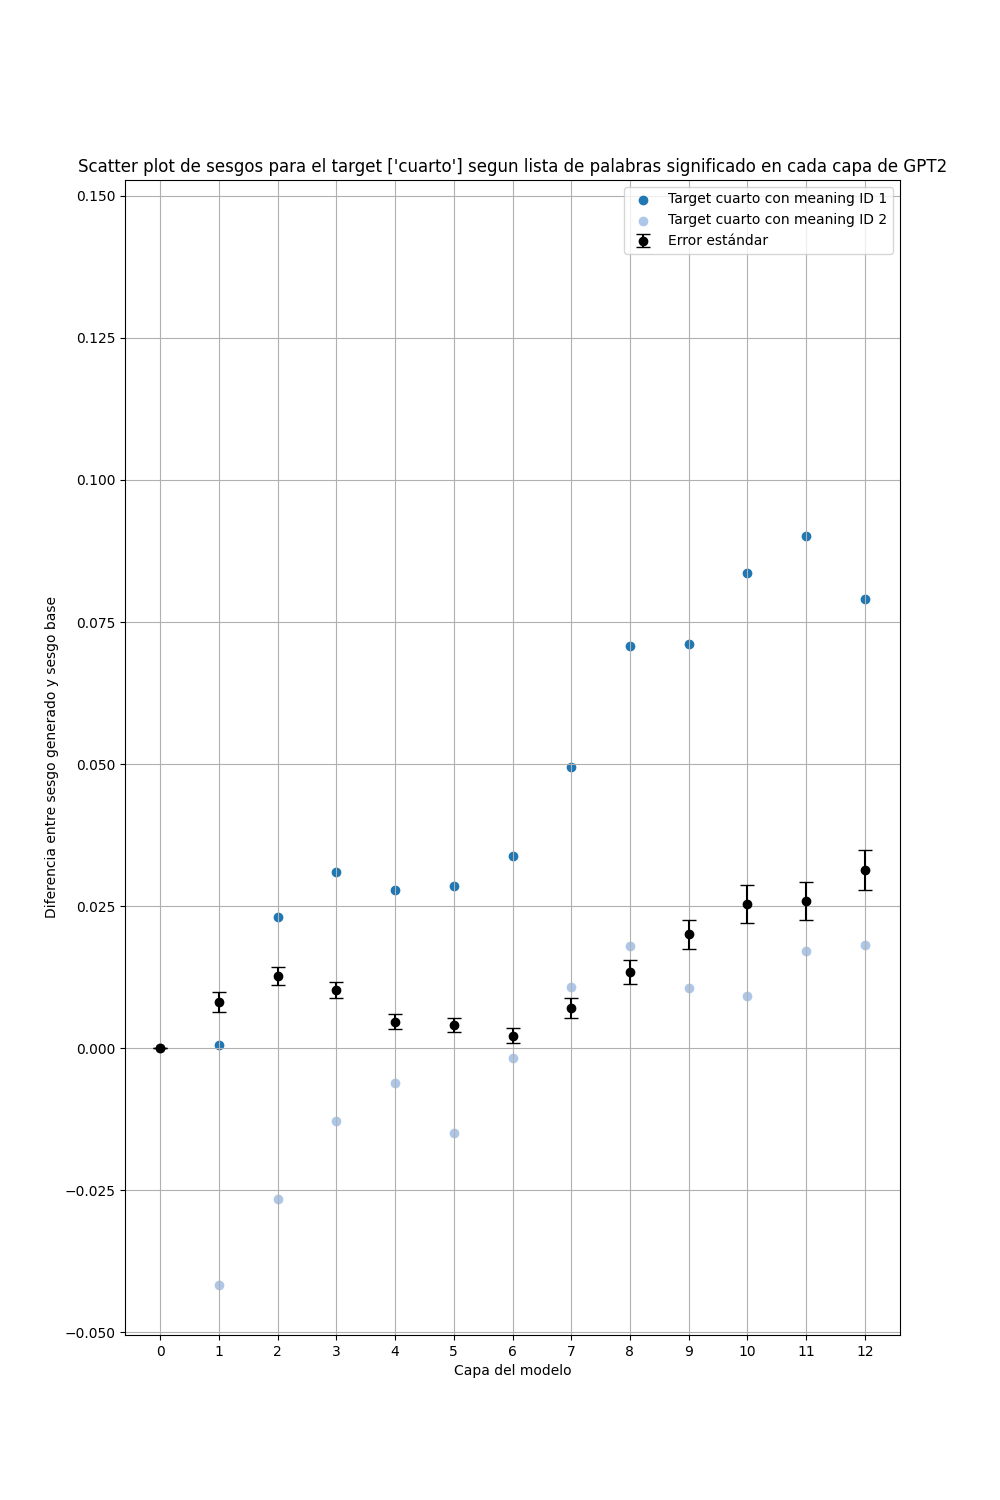 Scatter plot de sesgos para el target ['cuarto'] segun lista de palabras significado en cada capa de GPT2
Target cuarto con meaning ID 1
Target cuarto con meaning ID 2
Error estándar
Diferencia entre sesgo generado y sesgo base
0.150
0.125
0.100
0.075
0.050
0.025
0.000
−0.025
−0.050
0 1 2 3 4 5 6 7 8 9 10 11 12
Capa del modelo